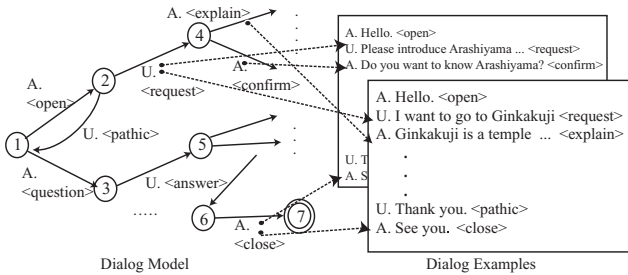 A. <explain>
4
A.
<open>
2
U.
<request>
A.
<confirm>
U. <pathic>
1
A.
<question>
3
U. <answer>
5
.....
6
7
A.
<close>
Dialog Model
A. Hello. <open>
U. Please introduce Arashiyama ... <request>
A. Do you want to know Arashiyama? <confirm>
U. T
A. S
A. Hello. <open>
U. I want to go to Ginkakuji <request>
A. Ginkakuji is a temple ... <explain>
.
.
.
U. Thank you. <pathic>
A. See you. <close>
Dialog Examples